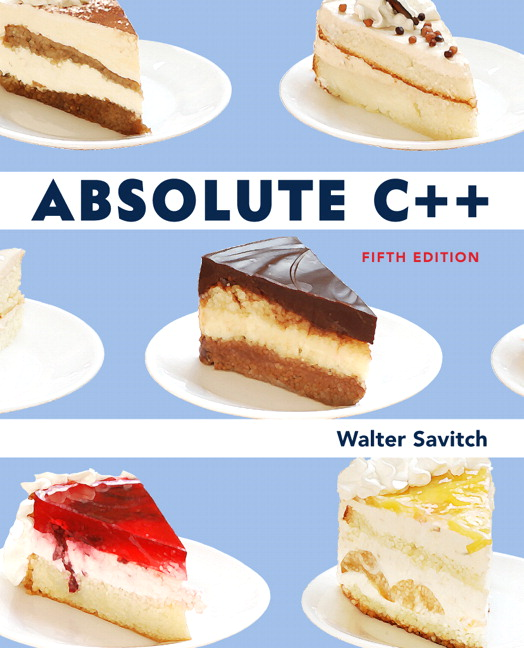 ABSOLUTE C++
FIFTH EDITION
Walter Savitch